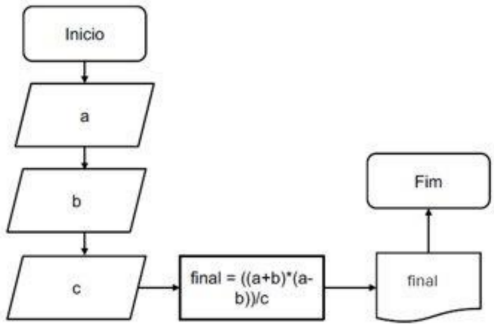 Inicio
a
b
c
final = ((a+b)*(a-
b))/c
final
Fim